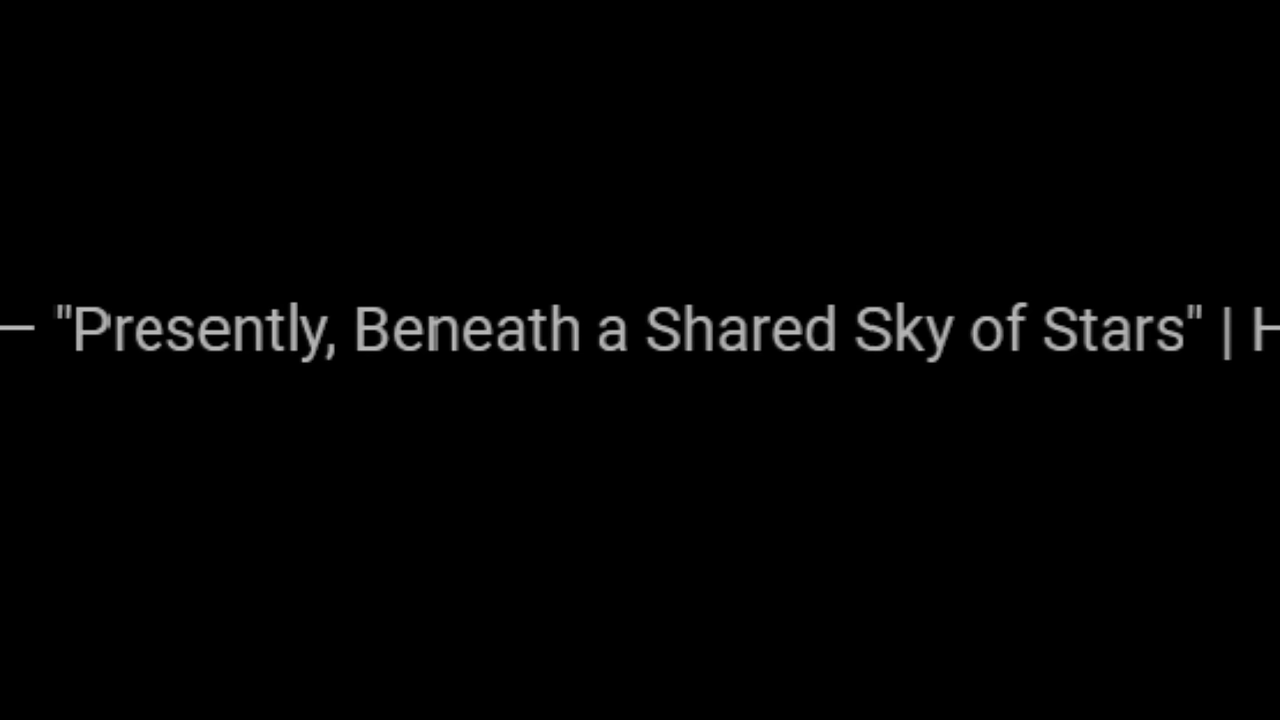 — "Presently, Beneath a Shared Sky of Stars" | H